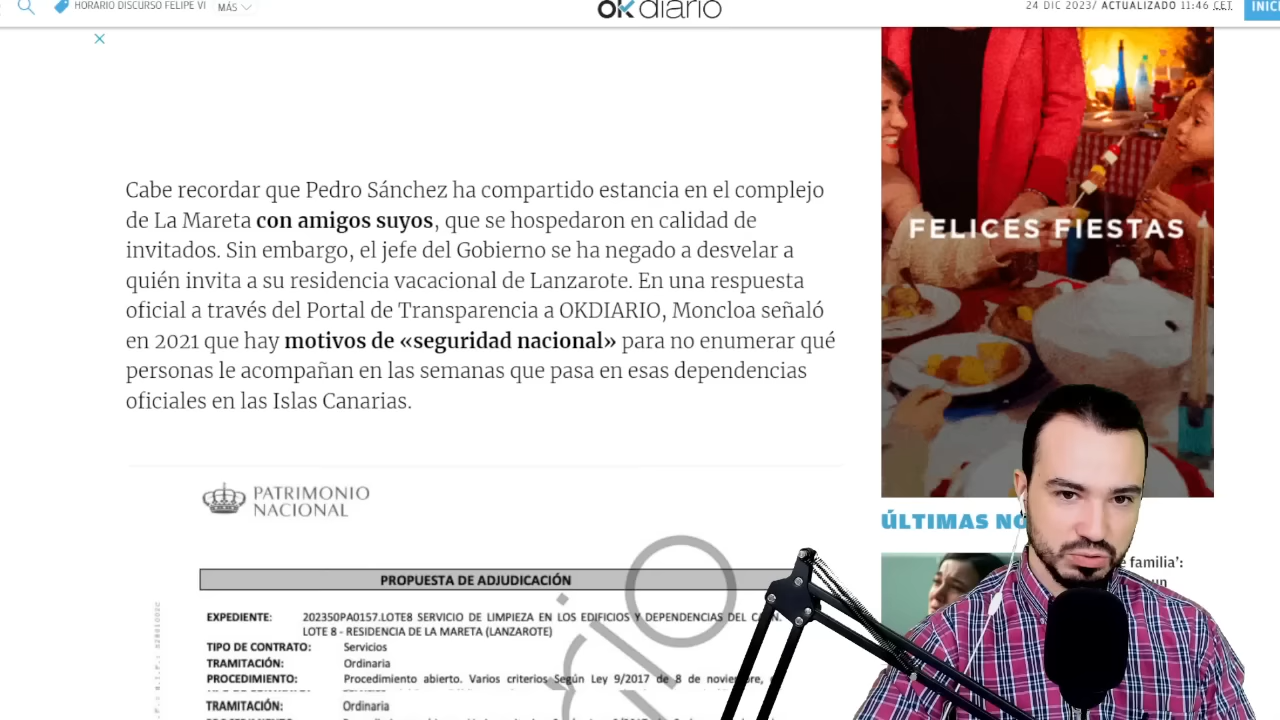 HORARIO DISCURSO FELIPE VI
MÁS
okdiario
24 DIC 2023/ ACTUALIZADO 11:46 CET
Cabe recordar que Pedro Sánchez ha compartido estancia en el complejo
de La Mareta con amigos suyos, que se hospedaron en calidad de
invitados. Sin embargo, el jefe del Gobierno se ha negado a desvelar a
quién invita a su residencia vacacional de Lanzarote. En una respuesta
oficial a través del Portal de Transparencia a OKDIARIO, Moncloa señaló
en 2021 que hay motivos de «seguridad nacional» para no enumerar qué
personas le acompañan en las semanas que pasa en esas dependencias
oficiales en las Islas Canarias.
FELICES FIESTAS
ÚLTIMAS
familia':
PATRIMONIO
NACIONAL
PROPUESTA DE ADJUDICACIÓN
EXPEDIENTE: 202350PA0157.LOTE8 SERVICIO DE LIMPIEZA EN LOS EDIFICIOS Y DEPENDENCIAS DEL
LOTE 8 - RESIDENCIA DE LA MARETA (LANZAROTE)
TIPO DE CONTRATO: Servicios
TRAMITACIÓN: Ordinaria
PROCEDIMIENTO: Procedimiento abierto. Varios criterios Según Ley 9/2017 de 8 de noviembre,
TRAMITACIÓN: Ordinaria